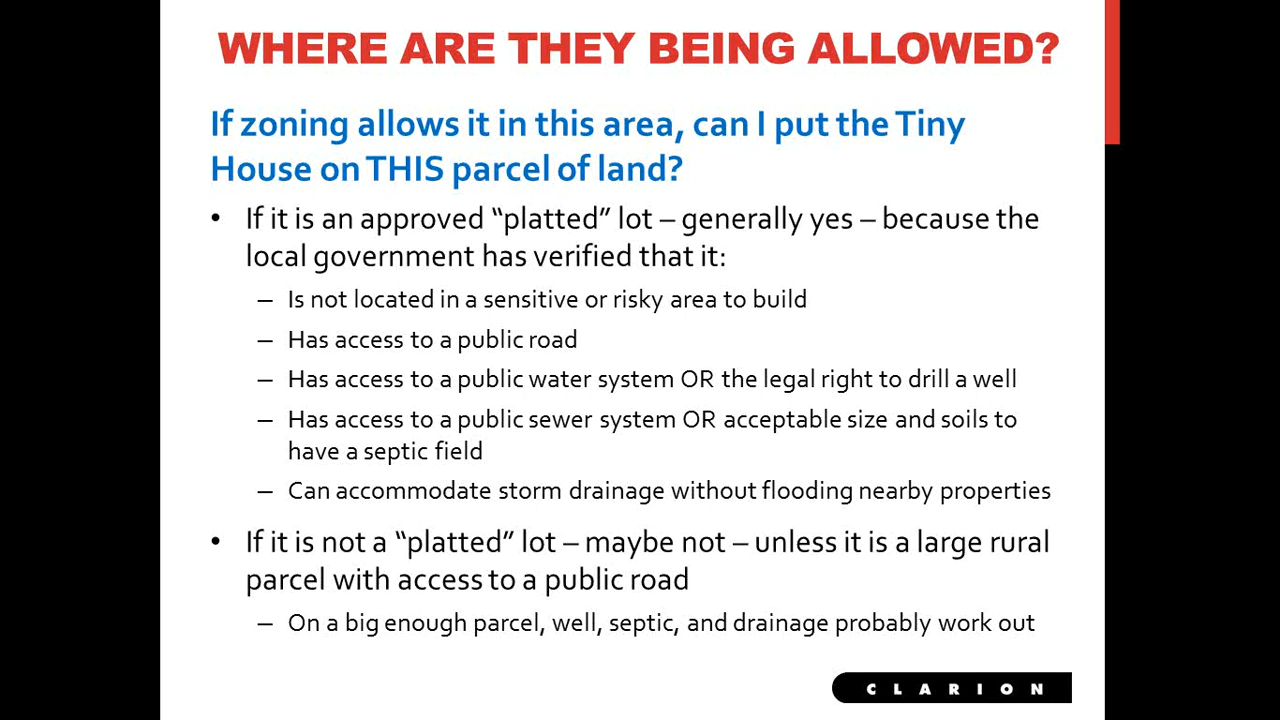 WHERE ARE THEY BEING ALLOWED?
If zoning allows it in this area, can I put the Tiny
House on THIS parcel of land?
• If it is an approved “platted” lot – generally yes – because the
local government has verified that it:
– Is not located in a sensitive or risky area to build
– Has access to a public road
– Has access to a public water system OR the legal right to drill a well
– Has access to a public sewer system OR acceptable size and soils to
have a septic field
– Can accommodate storm drainage without flooding nearby properties
• If it is not a “platted” lot – maybe not – unless it is a large rural
parcel with access to a public road
– On a big enough parcel, well, septic, and drainage probably work out
CLARION